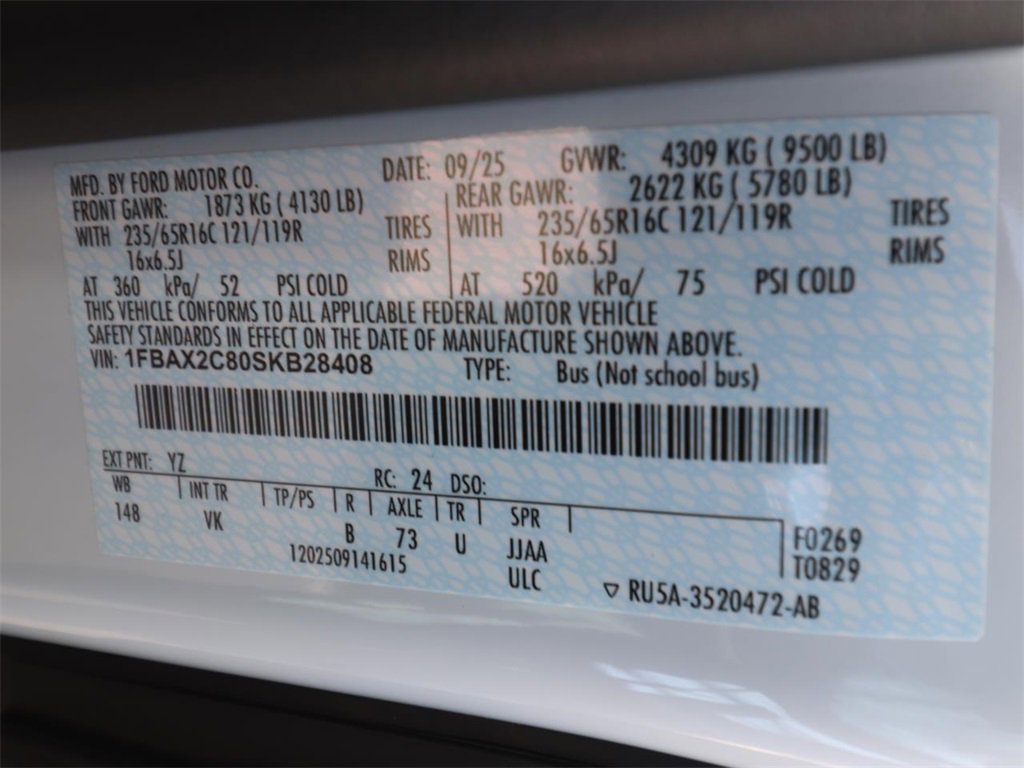 MFD. BY FORD MOTOR CO. DATE: 09/25 GVWR: 4309 KG ( 9500 LB)
FRONT GAWR: 1873 KG ( 4130 LB) REAR GAWR: 2622 KG ( 5780 LB)
WITH 235/65R16C 121/119R TIRES WITH 235/65R16C 121/119R TIRES
16x6.5J RIMS 16x6.5J RIMS
AT 360 kPa/ 52 PSI COLD AT 520 kPa/ 75 PSI COLD
THIS VEHICLE CONFORMS TO ALL APPLICABLE FEDERAL MOTOR VEHICLE
SAFETY STANDARDS IN EFFECT ON THE DATE OF MANUFACTURE SHOWN ABOVE.
VIN: 1FBAX2C80SKB28408 TYPE: Bus (Not school bus)
EXT PNT: YZ RC: 24 DSO:
WB INT TR TP/PS R AXLE TR SPR
148 VK B 73 U JJAA F0269
1202509141615 ULC T0829
RU5A-3520472-AB